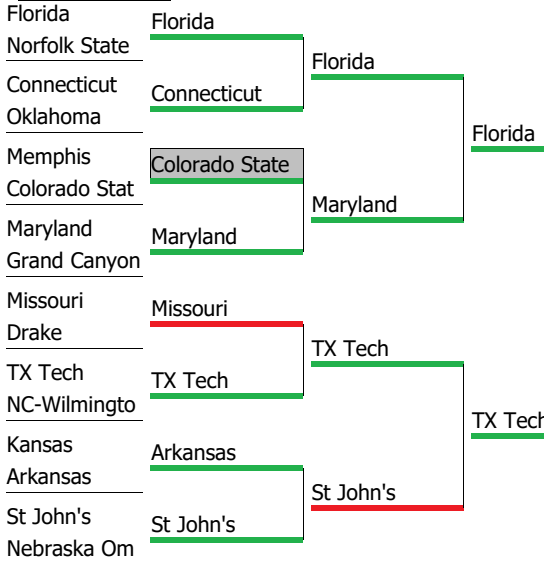 Florida
Norfolk State
Connecticut
Oklahoma
Memphis
Colorado Stat
Maryland
Grand Canyon
Missouri
Drake
TX Tech
NC-Wilmingto
Kansas
Arkansas
St John's
Nebraska Om
Florida
Connecticut
Colorado State
Maryland
Missouri
TX Tech
Arkansas
St John's
Florida
Maryland
TX Tech
St John's
Florida
TX Tech